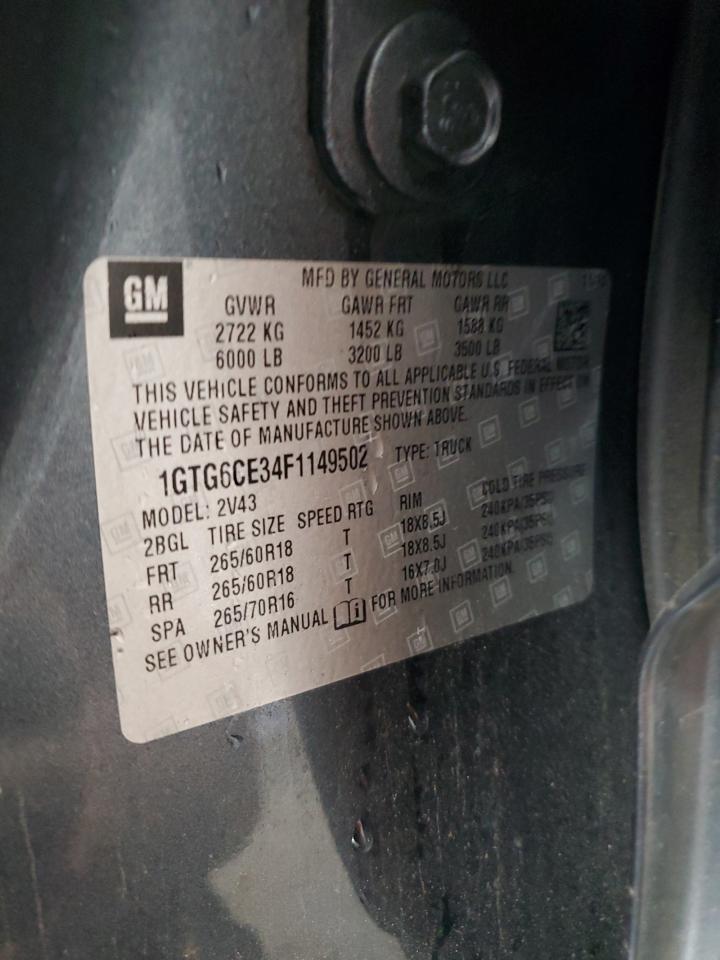 GM
MFD BY GENERAL MOTORS LLC
GVWR GAWR FRT GAWR RR
2722 KG 1452 KG 1588 KG
6000 LB 3200 LB 3500 LB
THIS VEHICLE CONFORMS TO ALL APPLICABLE U.S. FEDERAL MOTOR
VEHICLE SAFETY AND THEFT PREVENTION STANDARDS IN EFFECT ON
THE DATE OF MANUFACTURE SHOWN ABOVE.
1GTG6CE34F1149502 TYPE: TRUCK
MODEL: 2V43
2BGL TIRE SIZE SPEED RTG RIM COLD TIRE PRESSURE
FRT 265/60R18 T 18X8.5J 240KPA(35PSI)
RR 265/60R18 T 18X8.5J 240KPA(35PSI)
SPA 265/70R16 T 16X7.0J 240KPA(35PSI)
SEE OWNER'S MANUAL FOR MORE INFORMATION.